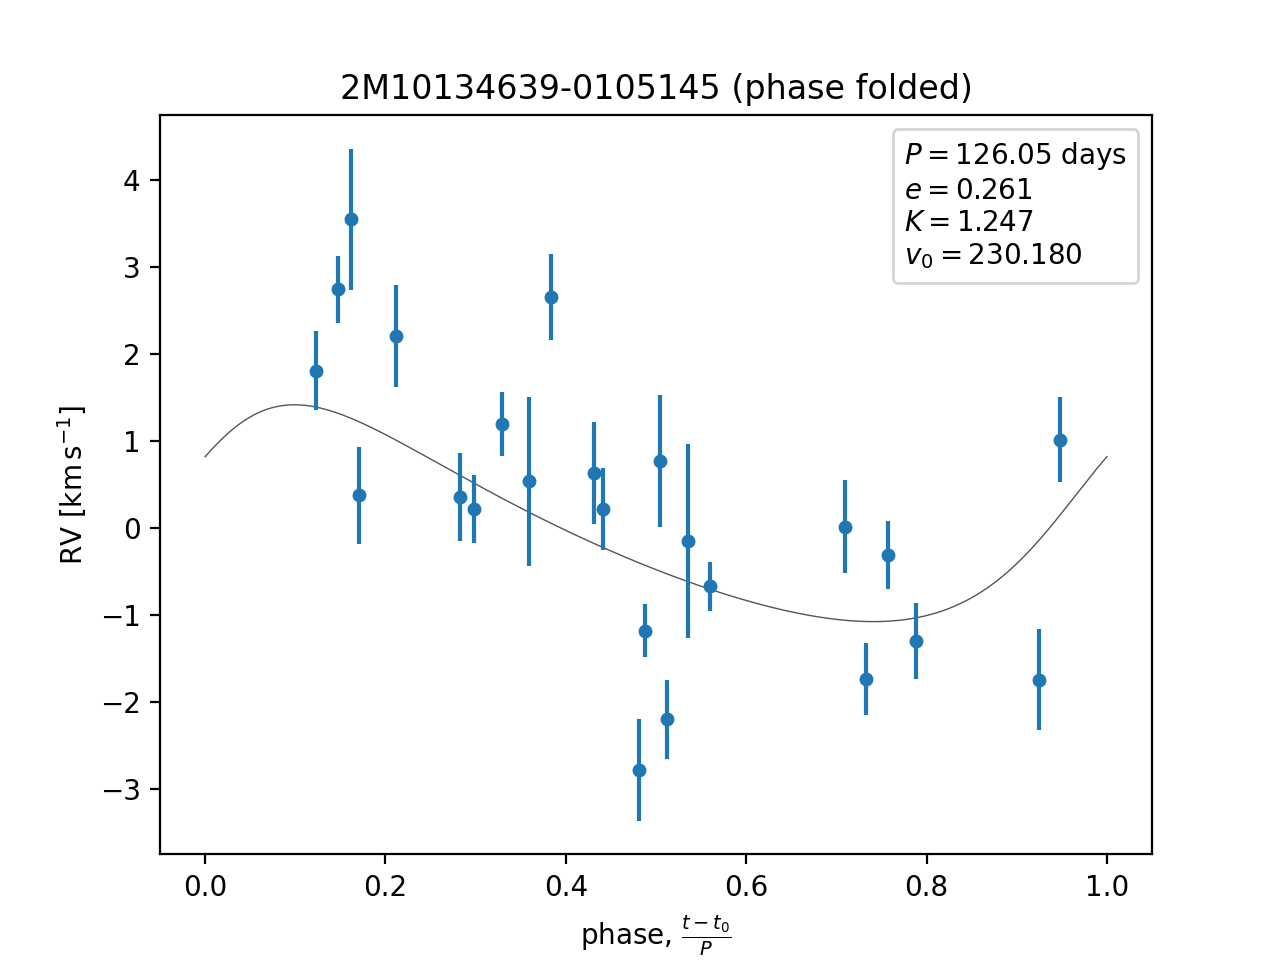 2M10134639-0105145 (phase folded)
P = 126.05 days
e = 0.261
K = 1.247
v₀ = 230.180
4
3
2
1
0
−1
−2
−3
RV [km s⁻¹]
0.0 0.2 0.4 0.6 0.8 1.0
phase, (t − t₀)/P